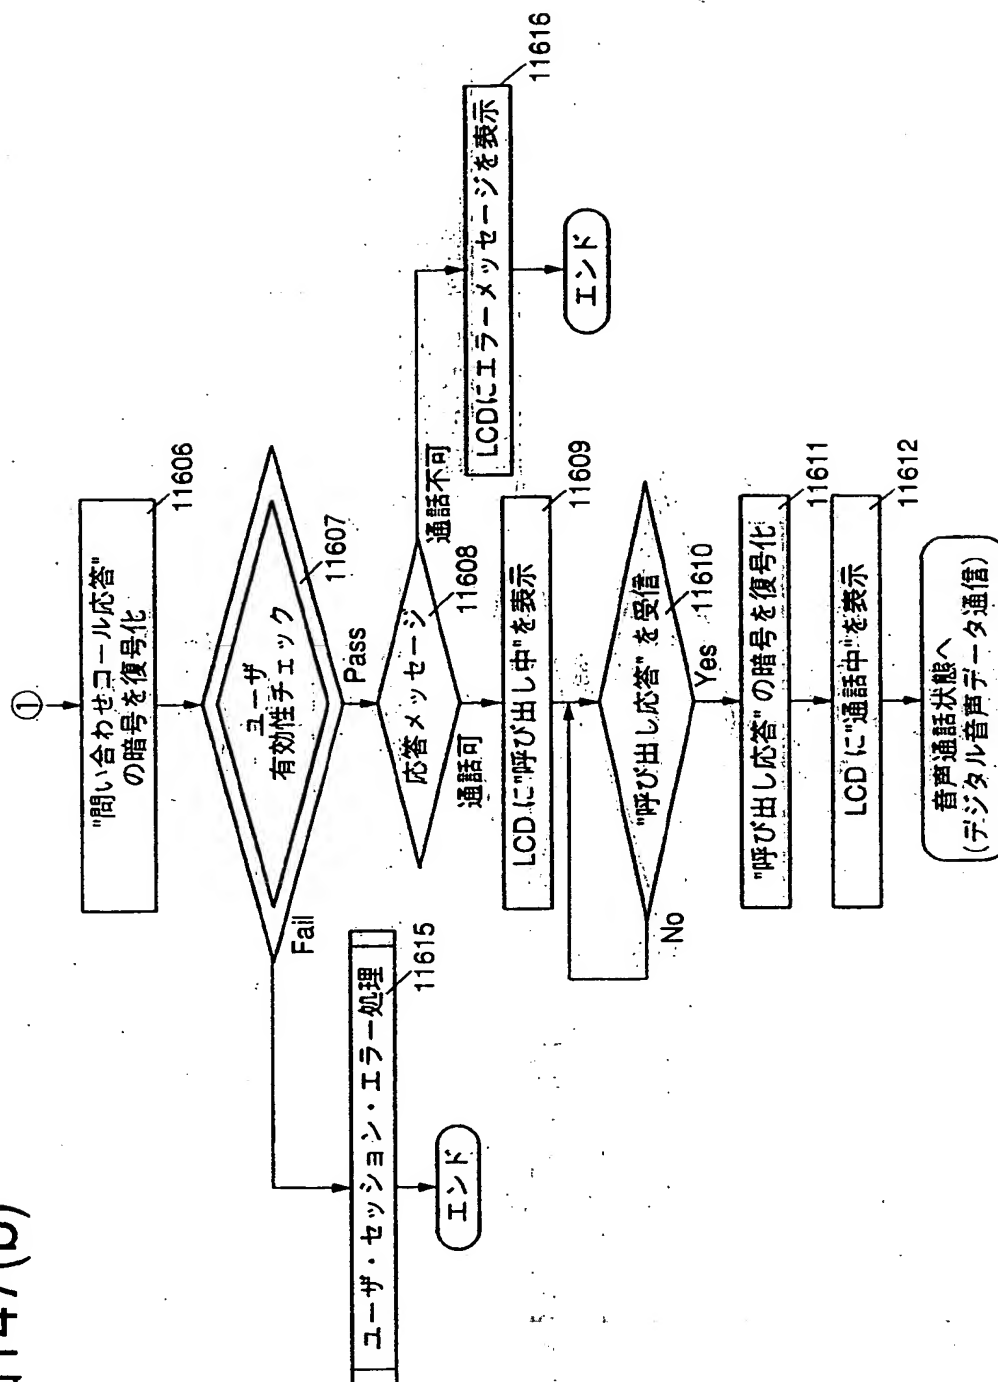 147(b)
①
"問い合わせコール応答"
の暗号を復号化
11606
ユーザ
有効性チェック
11607
Fail
Pass
ユーザ・セッション・エラー処理
11615
エンド
応答メッセージ
11608
通話不可
通話可
LCDにエラーメッセージを表示
11616
エンド
LCDに"呼び出し中"を表示
11609
"呼び出し応答"を受信
11610
No
Yes
"呼び出し応答"の暗号を復号化
11611
LCDに"通話中"を表示
11612
音声通話状態へ
(デジタル音声データ通信)